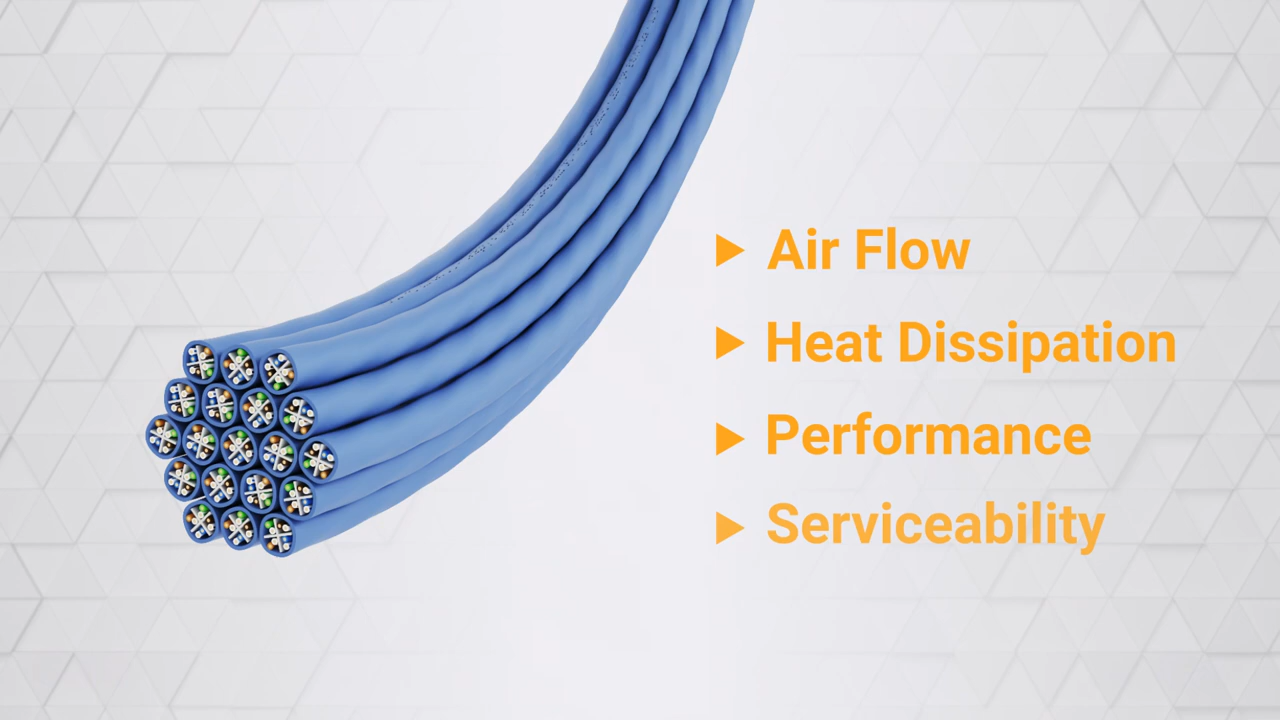 Air Flow
Heat Dissipation
Performance
Serviceability